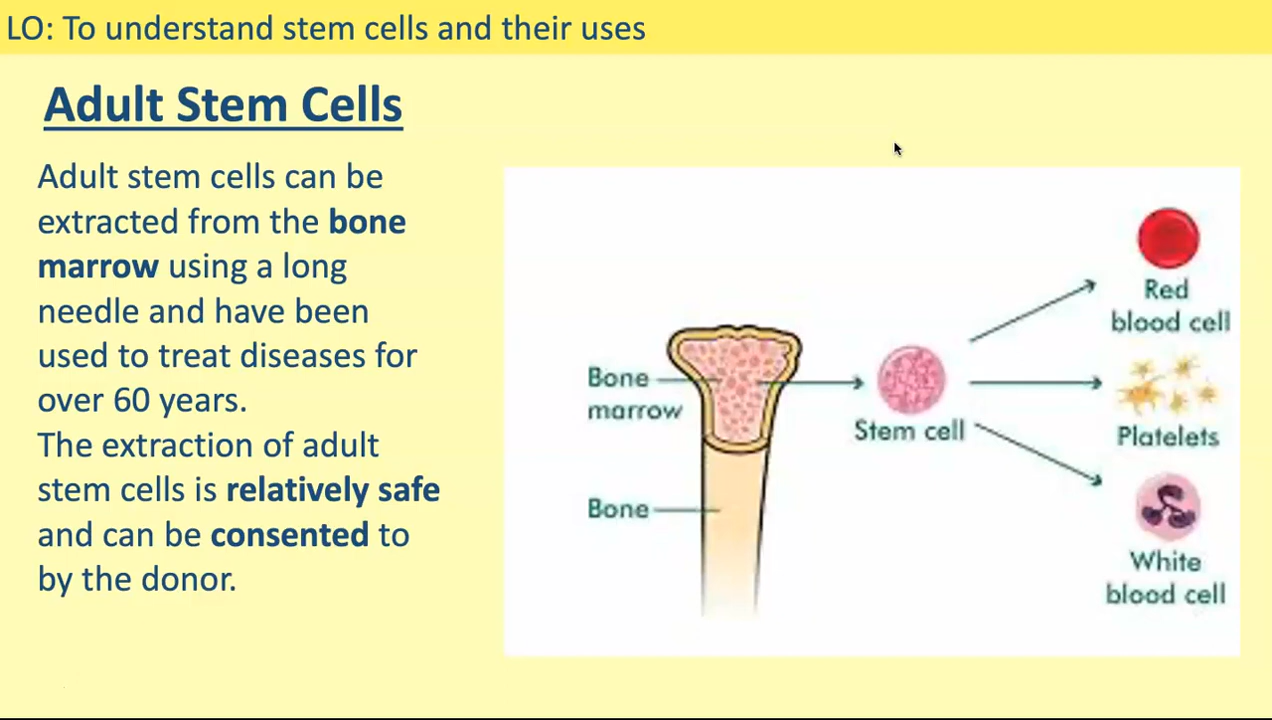 LO: To understand stem cells and their uses
Adult Stem Cells
Adult stem cells can be
extracted from the bone
marrow using a long
needle and have been
used to treat diseases for
over 60 years.
The extraction of adult
stem cells is relatively safe
and can be consented to
by the donor.
Bone
marrow
Bone
Stem cell
Red
blood cell
Platelets
White
blood cell